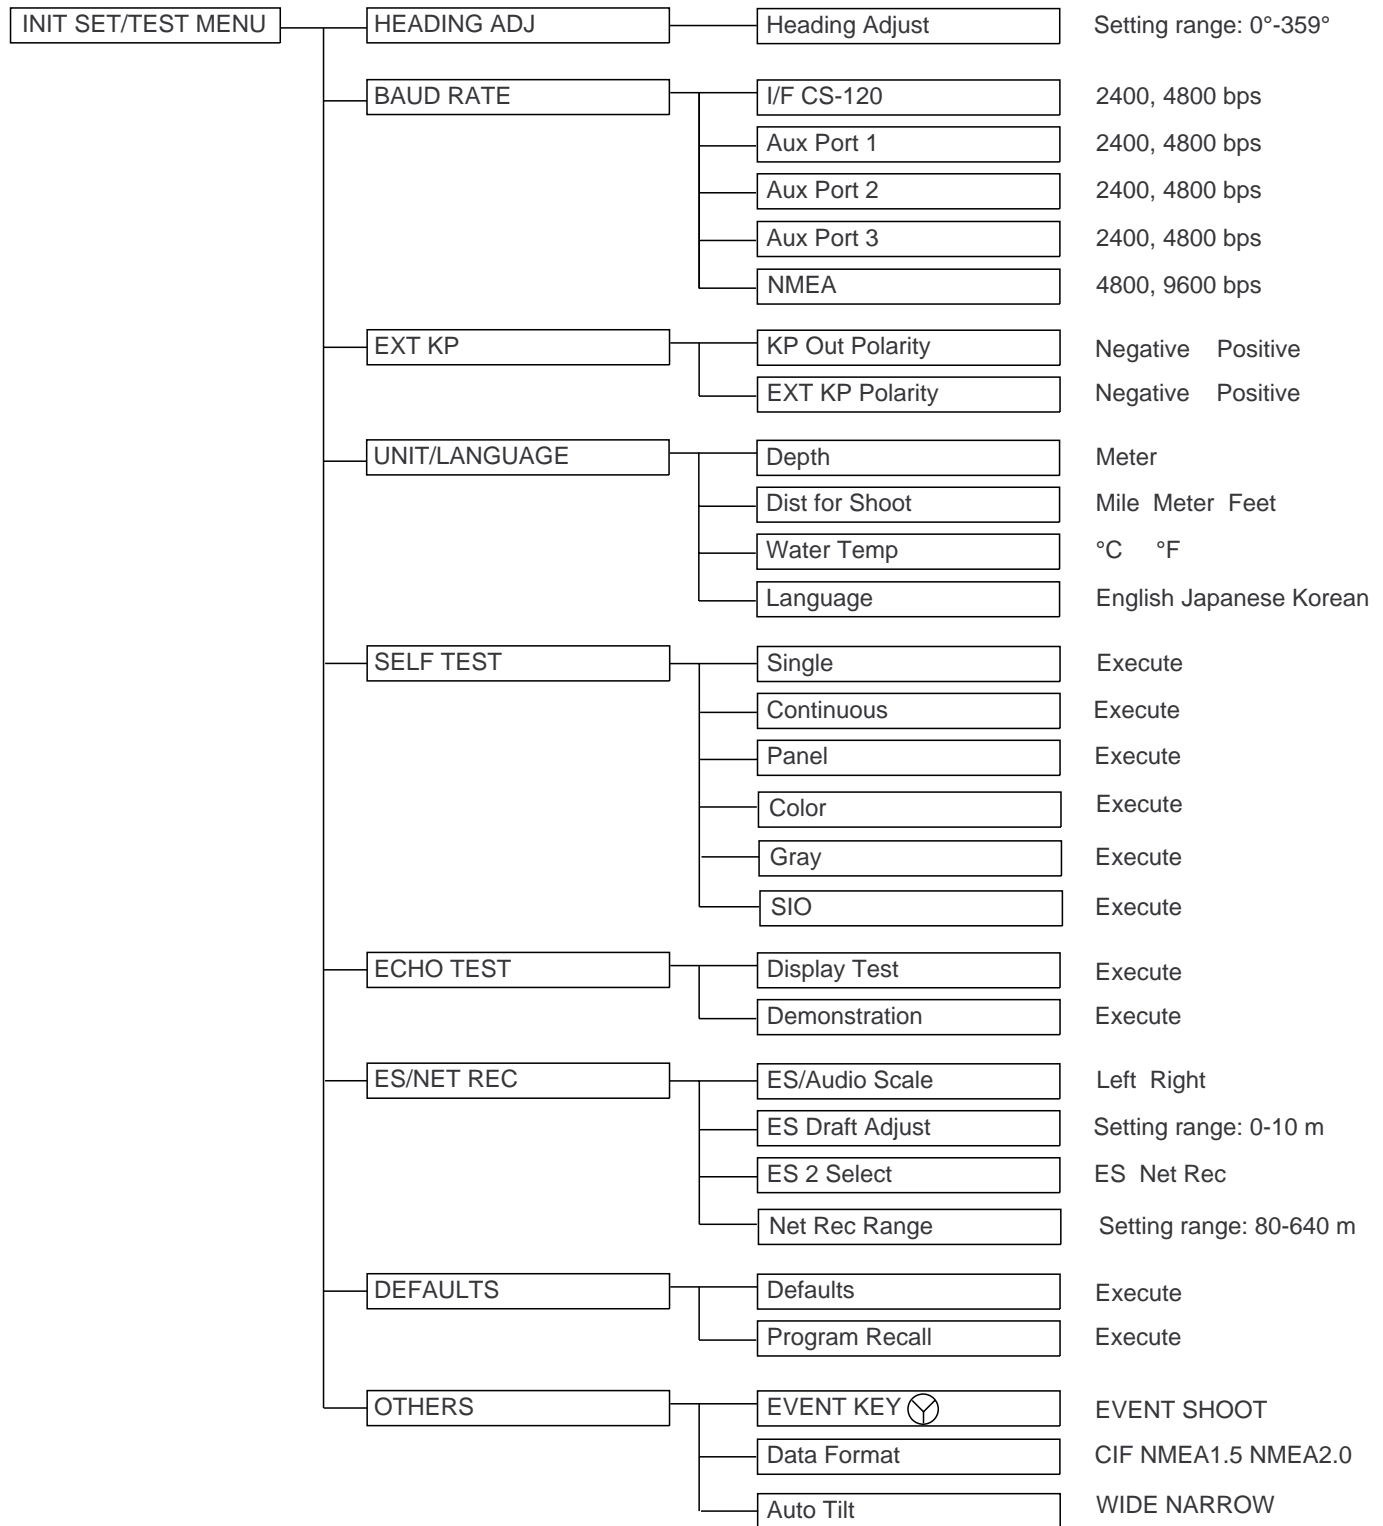 INIT SET/TEST MENU HEADING ADJ Heading Adjust Setting range: 0°-359°
BAUD RATE I/F CS-120 2400, 4800 bps
Aux Port 1 2400, 4800 bps
Aux Port 2 2400, 4800 bps
Aux Port 3 2400, 4800 bps
NMEA 4800, 9600 bps
EXT KP KP Out Polarity Negative Positive
EXT KP Polarity Negative Positive
UNIT/LANGUAGE Depth Meter
Dist for Shoot Mile Meter Feet
Water Temp °C °F
Language English Japanese Korean
SELF TEST Single Execute
Continuous Execute
Panel Execute
Color Execute
Gray Execute
SIO Execute
ECHO TEST Display Test Execute
Demonstration Execute
ES/NET REC ES/Audio Scale Left Right
ES Draft Adjust Setting range: 0-10 m
ES 2 Select ES Net Rec
Net Rec Range Setting range: 80-640 m
DEFAULTS Defaults Execute
Program Recall Execute
OTHERS EVENT KEY EVENT SHOOT
Data Format CIF NMEA1.5 NMEA2.0
Auto Tilt WIDE NARROW